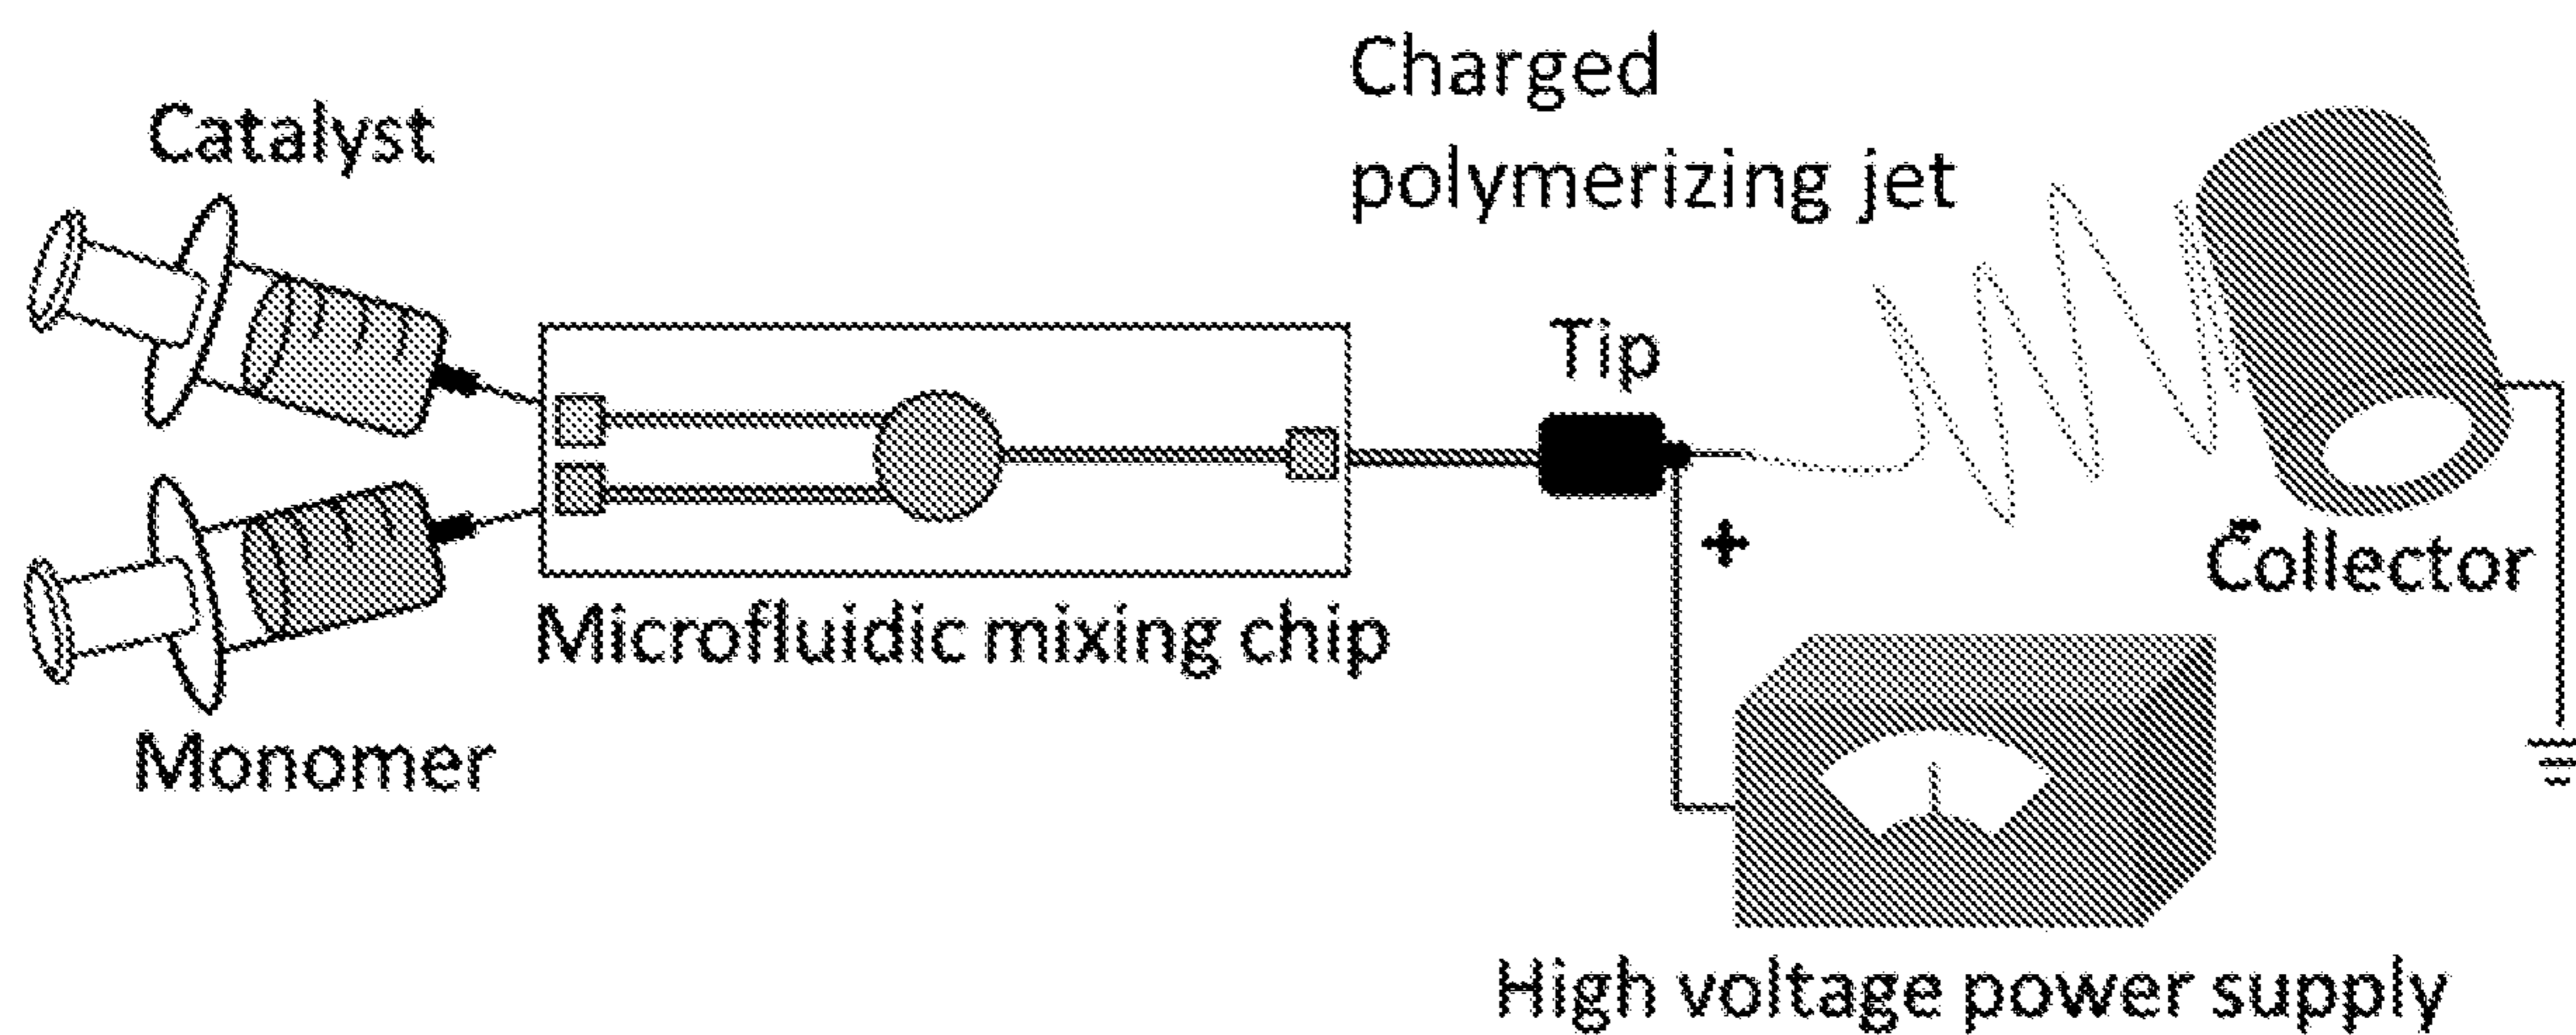 Catalyst
Charged
polymerizing jet
Tip
+
-
Collector
Microfluidic mixing chip
Monomer
High voltage power supply